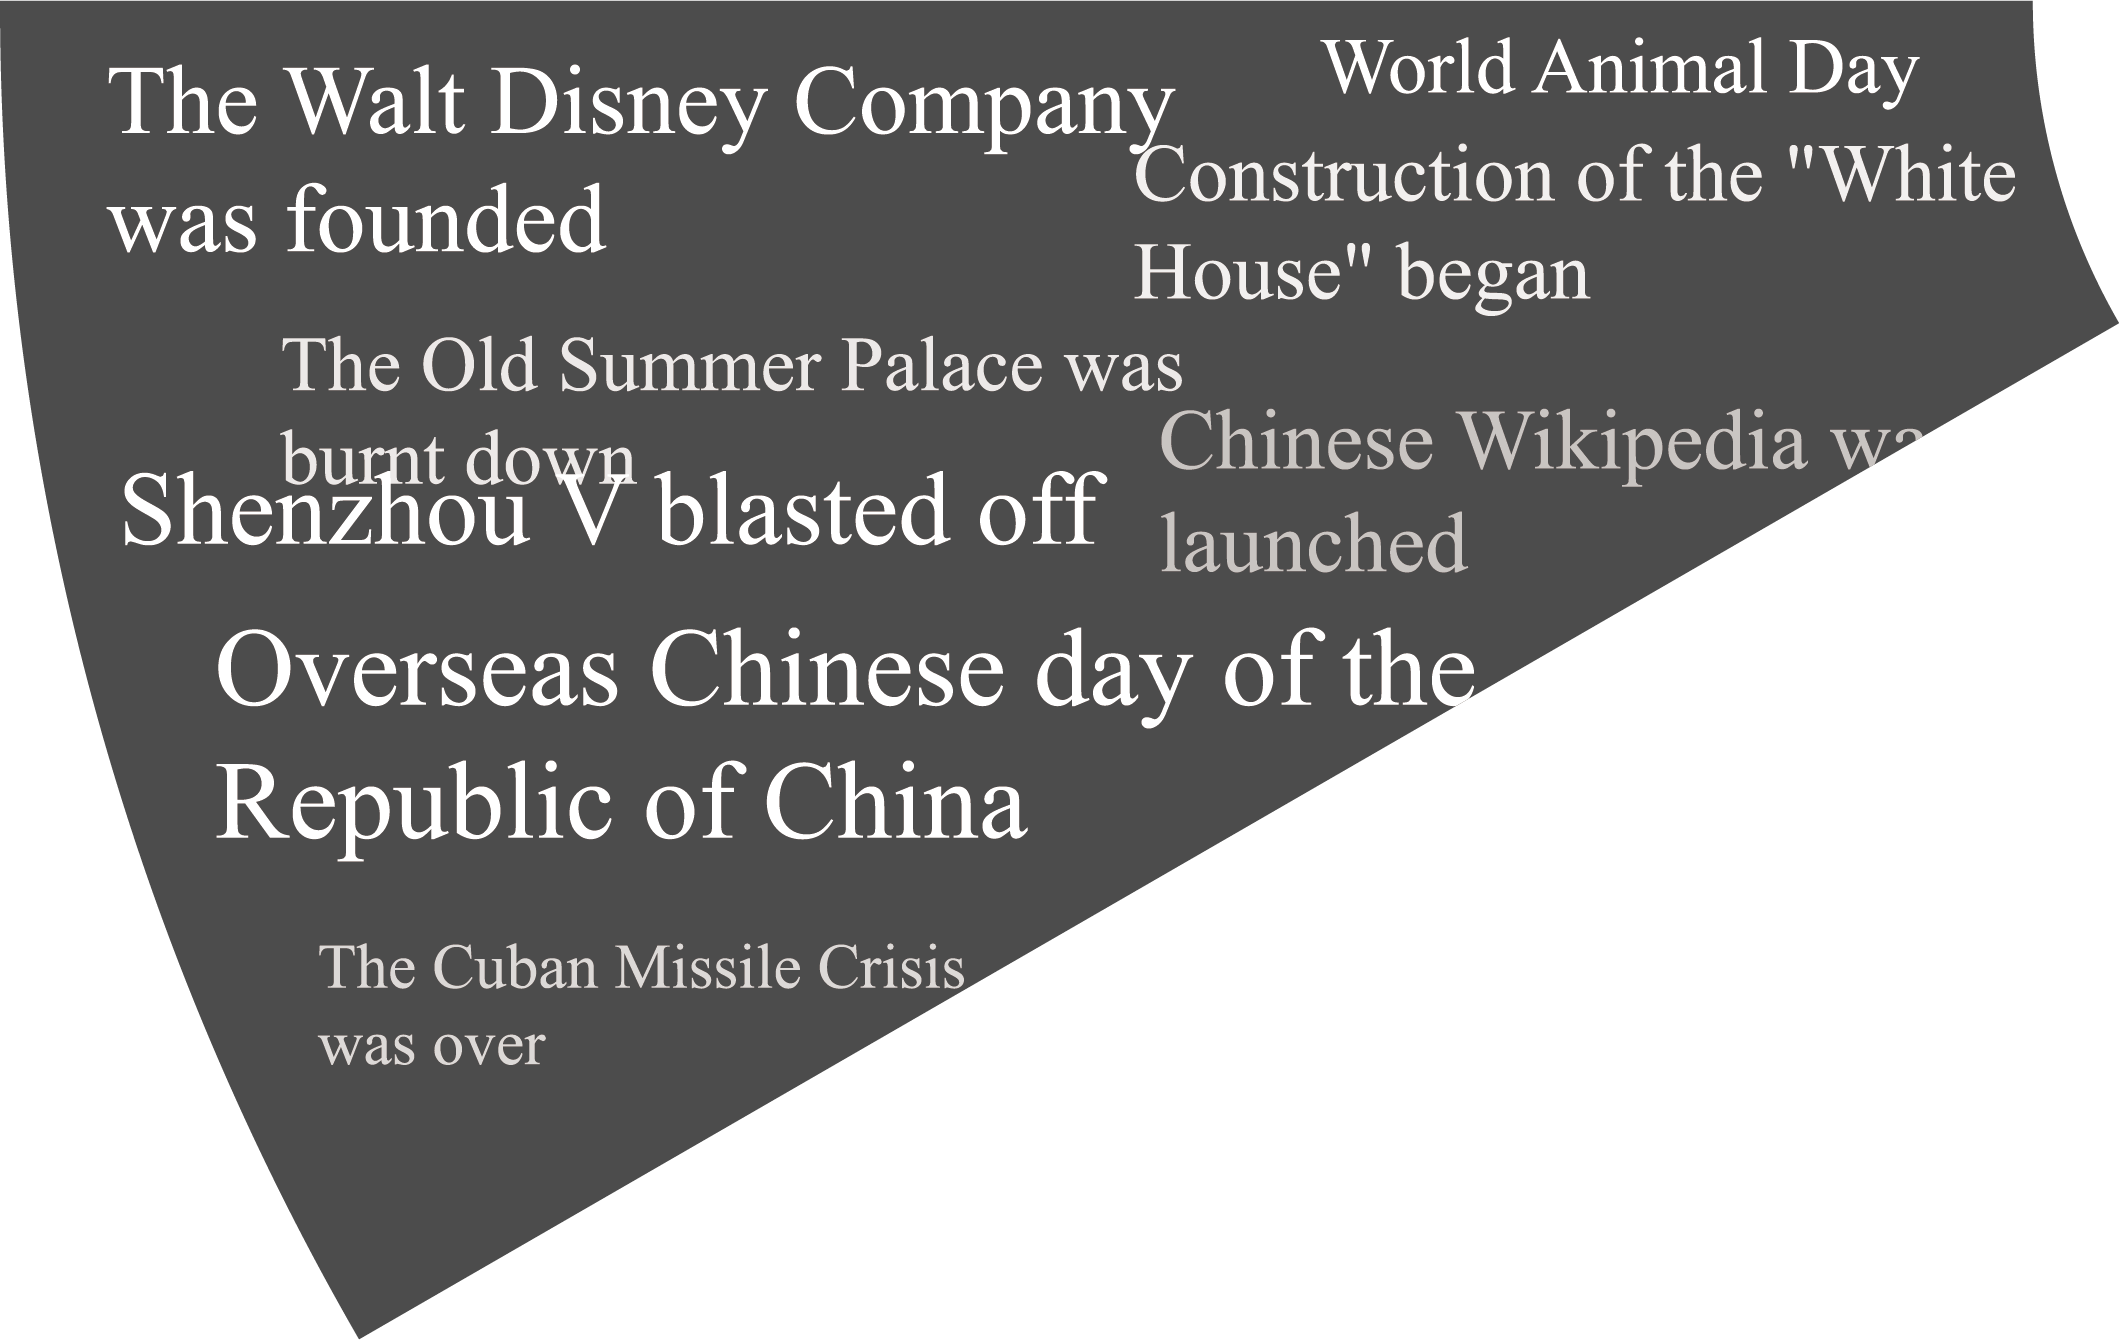 The Walt Disney Company
was founded
World Animal Day
Construction of the "White
House" began
The Old Summer Palace was
burnt down
Chinese Wikipedia wa
launched
Shenzhou V blasted off
Overseas Chinese day of the
Republic of China
The Cuban Missile Crisis
was over